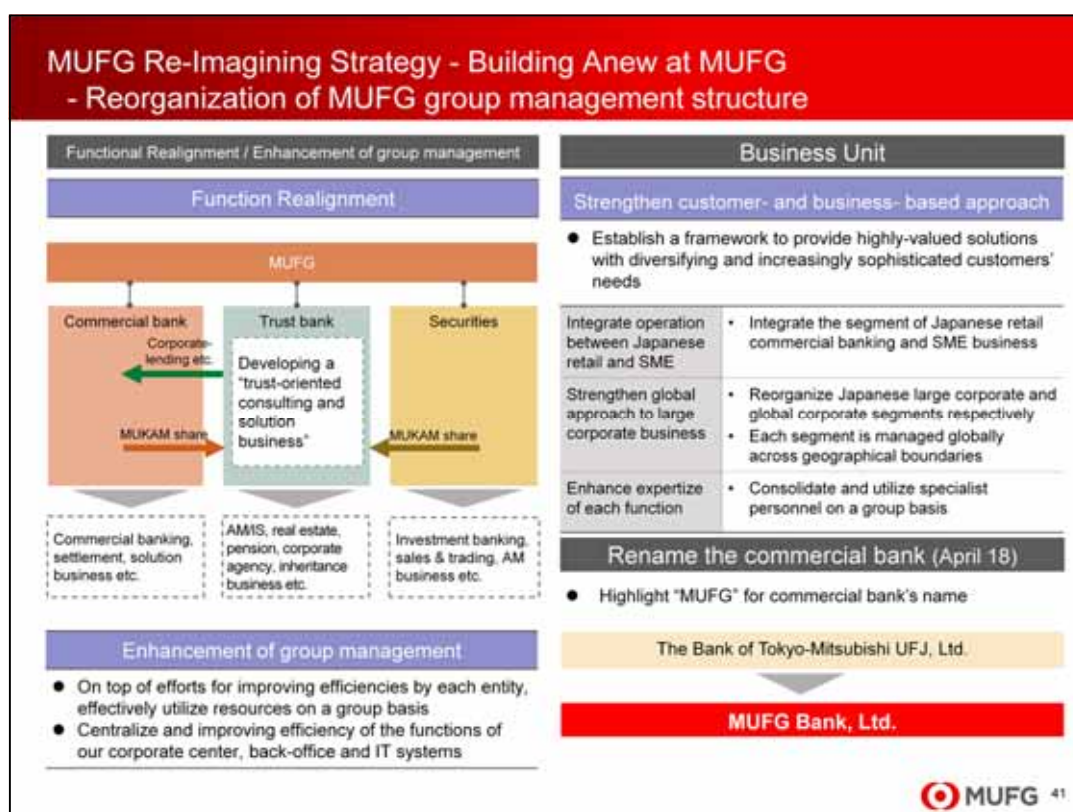 MUFG Re-Imagining Strategy - Building Anew at MUFG
- Reorganization of MUFG group management structure
Functional Realignment / Enhancement of group management
Function Realignment
MUFG
Commercial bank
Trust bank
Securities
Corporate-
lending etc.
Developing a
"trust-oriented
consulting and
solution
business"
MUKAM share
MUKAM share
Commercial banking,
settlement, solution
business etc.
AM/IS, real estate,
pension, corporate
agency, inheritance
business etc.
Investment banking,
sales & trading, AM
business etc.
Enhancement of group management
● On top of efforts for improving efficiencies by each entity,
effectively utilize resources on a group basis
● Centralize and improving efficiency of the functions of
our corporate center, back-office and IT systems
Business Unit
Strengthen customer- and business- based approach
● Establish a framework to provide highly-valued solutions
with diversifying and increasingly sophisticated customers'
needs
Integrate operation
between Japanese
retail and SME
• Integrate the segment of Japanese retail
commercial banking and SME business
Strengthen global
approach to large
corporate business
• Reorganize Japanese large corporate and
global corporate segments respectively
• Each segment is managed globally
across geographical boundaries
Enhance expertize
of each function
• Consolidate and utilize specialist
personnel on a group basis
Rename the commercial bank (April 18)
● Highlight "MUFG" for commercial bank's name
The Bank of Tokyo-Mitsubishi UFJ, Ltd.
MUFG Bank, Ltd.
MUFG 41